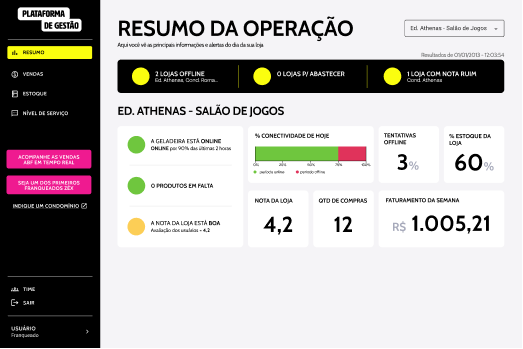 PLATAFORMA
DE GESTÃO
RESUMO
VENDAS
ESTOQUE
NÍVEL DE SERVIÇO
ACOMPANHE AS VENDAS
ABF EM TEMPO REAL
SEJA UM DOS PRIMEIROS
FRANQUEADOS ZÉX
INDIQUE UM CONDOMÍNIO
TIME
SAIR
USUÁRIO
Franqueado
RESUMO DA OPERAÇÃO
Aqui você vê as principais informações e alertas do dia da sua loja
Ed. Athenas - Salão de Jogos
Resultados de 01/01/2013 - 12:03:54
2 LOJAS OFFLINE
Ed. Athenas, Cond. Roma...
0 LOJAS P/ ABASTECER
1 LOJA COM NOTA RUIM
Cond. Athenas
ED. ATHENAS - SALÃO DE JOGOS
A GELADEIRA ESTÁ ONLINE
ONLINE por 90% das últimas 2 horas
0 PRODUTOS EM FALTA
A NOTA DA LOJA ESTÁ BOA
Avaliação dos usuários = 4.2
% CONECTIVIDADE DE HOJE
0% 25% 50% 75% 100%
período online período offline
TENTATIVAS
OFFLINE
3%
% ESTOQUE DA
LOJA
60%
NOTA DA LOJA
4,2
QTD DE COMPRAS
12
FATURAMENTO DA SEMANA
R$ 1.005,21